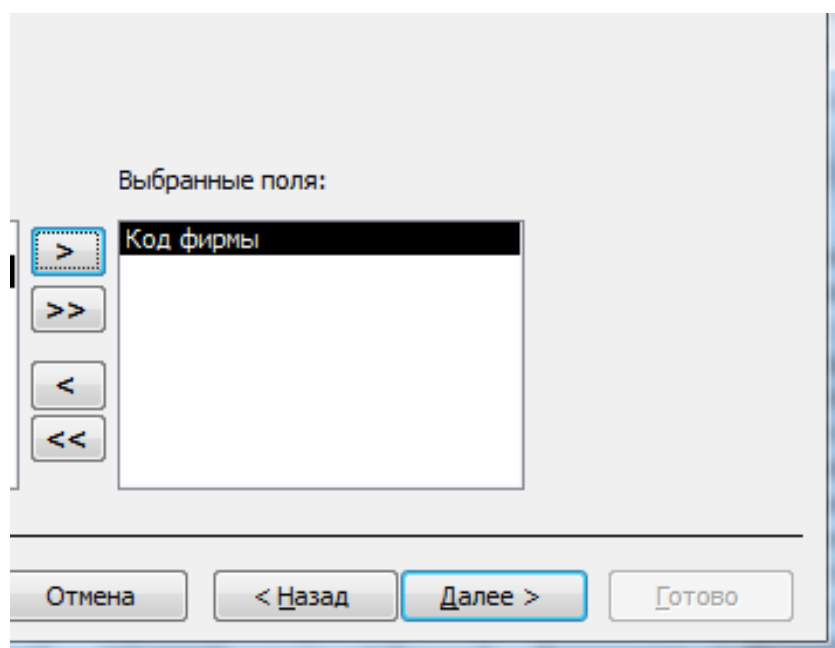 Выбранные поля:
Код фирмы
>
>>
<
<<
Отмена
< Назад
Далее >
Готово